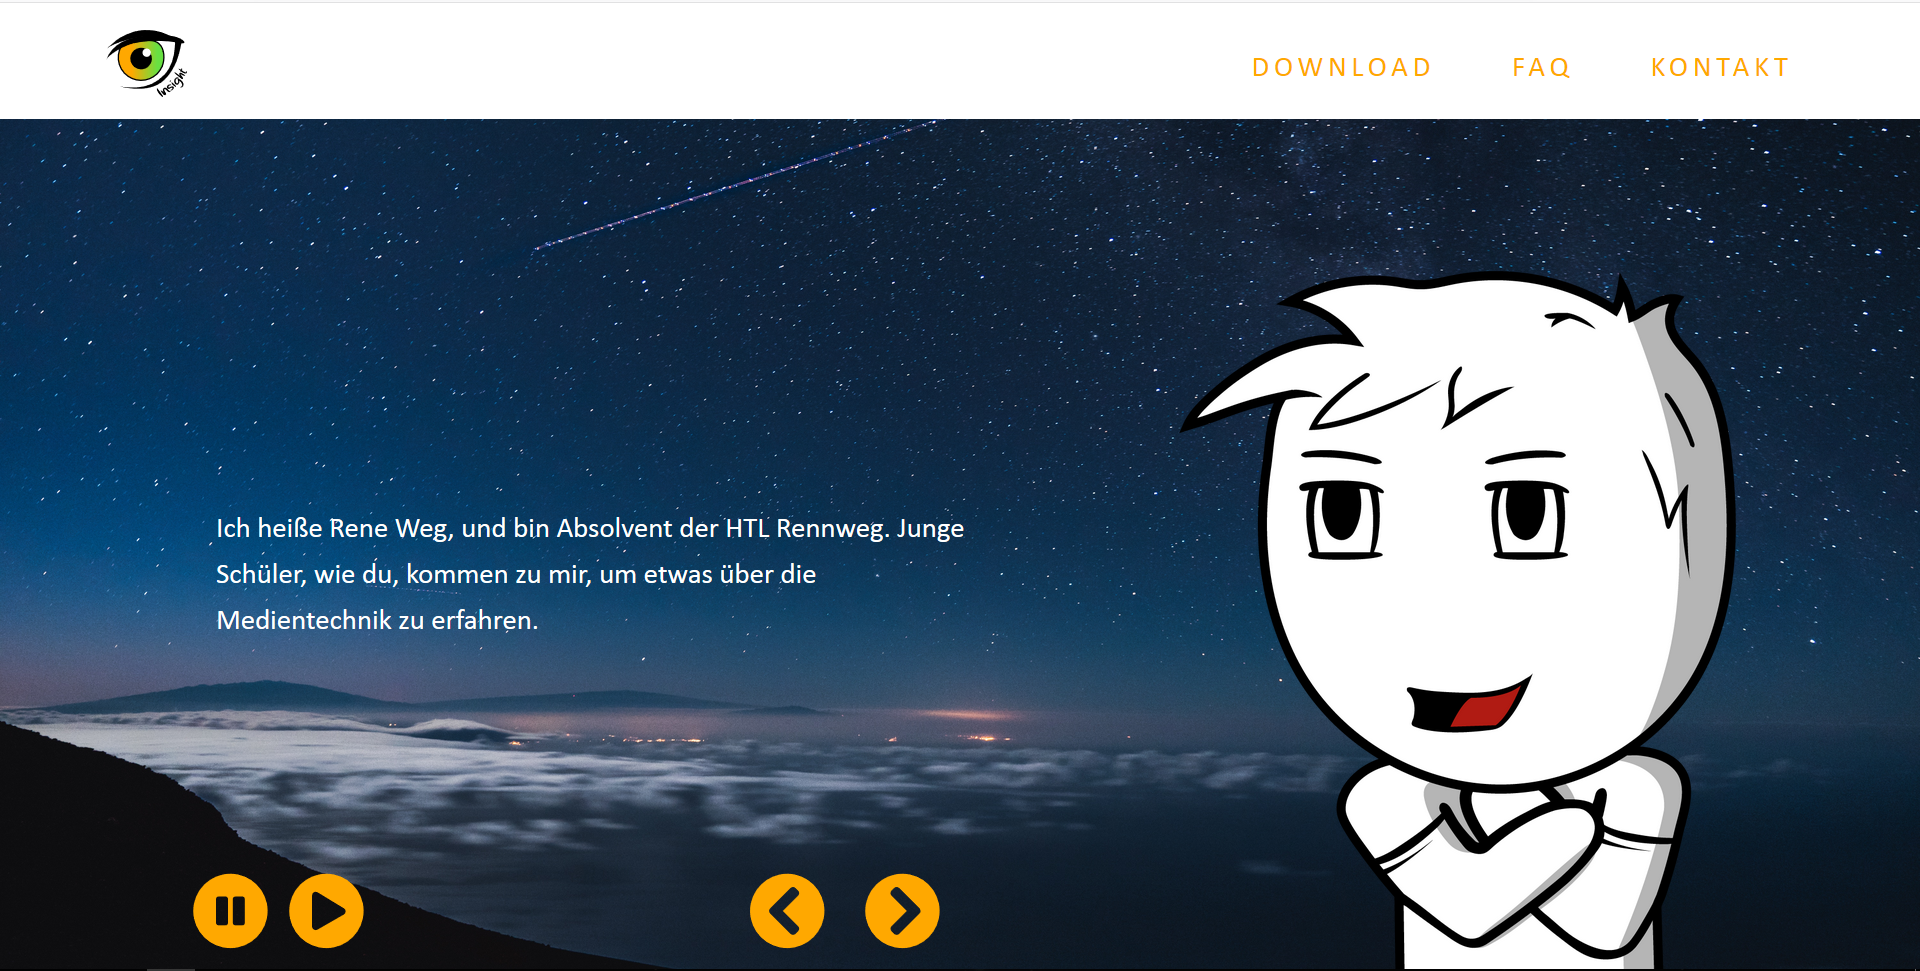 Insight
DOWNLOAD FAQ KONTAKT
Ich heiße Rene Weg, und bin Absolvent der HTL Rennweg. Junge
Schüler, wie du, kommen zu mir, um etwas über die
Medientechnik zu erfahren.